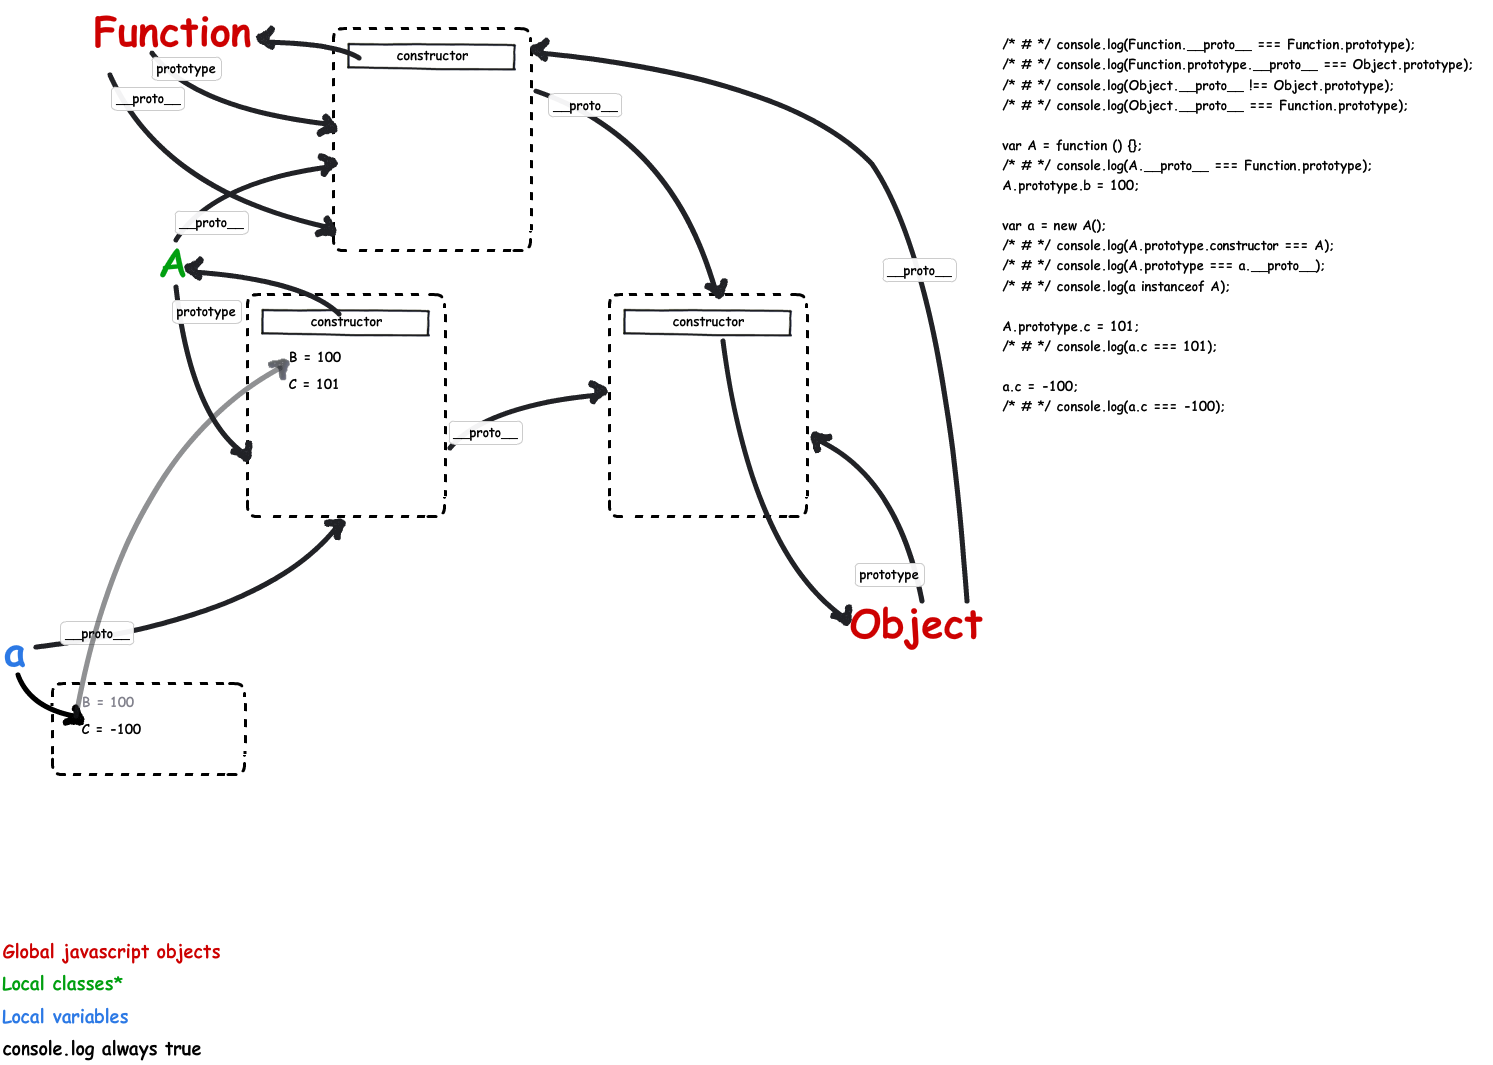 Function
constructor
prototype
__proto__
__proto__
__proto__
A
prototype
constructor
B = 100
C = 101
__proto__
constructor
__proto__
prototype
Object
__proto__
a
B = 100
C = -100
/* # */ console.log(Function.__proto__ === Function.prototype);
/* # */ console.log(Function.prototype.__proto__ === Object.prototype);
/* # */ console.log(Object.__proto__ !== Object.prototype);
/* # */ console.log(Object.__proto__ === Function.prototype);
var A = function () {};
/* # */ console.log(A.__proto__ === Function.prototype);
A.prototype.b = 100;
var a = new A();
/* # */ console.log(A.prototype.constructor === A);
/* # */ console.log(A.prototype === a.__proto__);
/* # */ console.log(a instanceof A);
A.prototype.c = 101;
/* # */ console.log(a.c === 101);
a.c = -100;
/* # */ console.log(a.c === -100);
Global javascript objects
Local classes*
Local variables
console.log always true